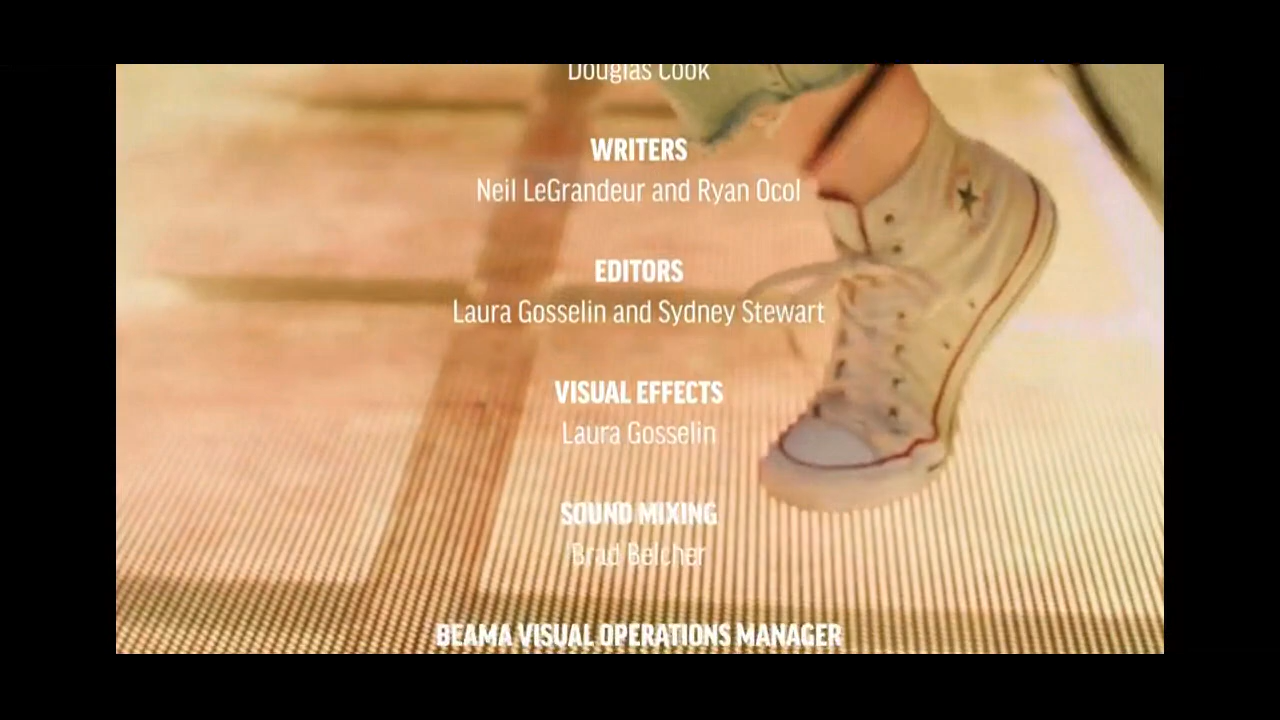 Douglas Cook
WRITERS
Neil LeGrandeur and Ryan Ocol
EDITORS
Laura Gosselin and Sydney Stewart
VISUAL EFFECTS
Laura Gosselin
SOUND MIXING
Brad Belcher
BEAMA VISUAL OPERATIONS MANAGER